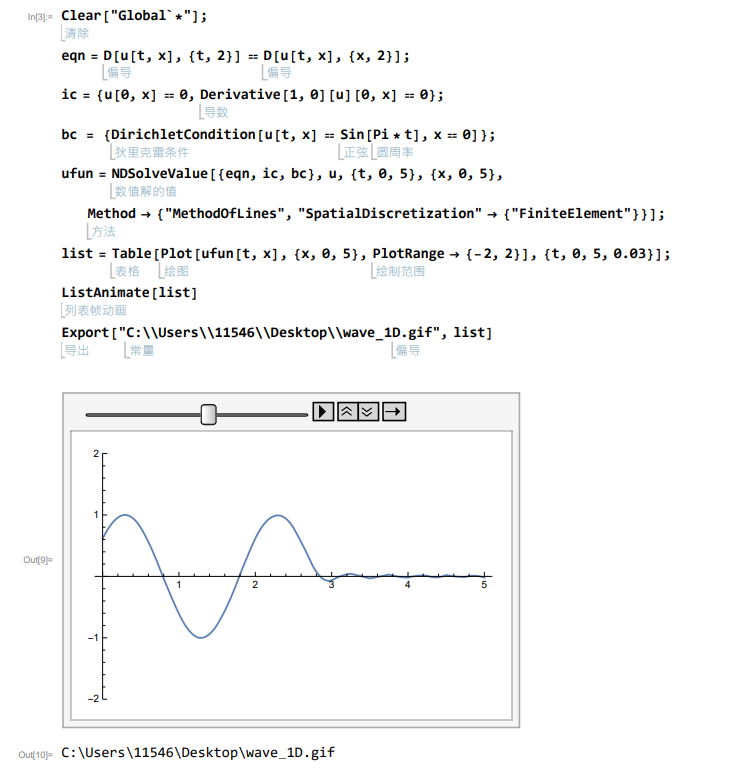 In[3]:= Clear["Global`*"];
清除
eqn = D[u[t, x], {t, 2}] == D[u[t, x], {x, 2}];
偏导 偏导
ic = {u[0, x] == 0, Derivative[1, 0][u][0, x] == 0};
导数
bc = {DirichletCondition[u[t, x] == Sin[Pi * t], x == 0]};
狄里克雷条件 正弦 圆周率
ufun = NDSolveValue[{eqn, ic, bc}, u, {t, 0, 5}, {x, 0, 5},
数值解的值
Method → {"MethodOfLines", "SpatialDiscretization" → {"FiniteElement"}}];
方法
list = Table[Plot[ufun[t, x], {x, 0, 5}, PlotRange → {-2, 2}], {t, 0, 5, 0.03}];
表格 绘图 绘制范围
ListAnimate[list]
列表帧动画
Export["C:\\Users\\11546\\Desktop\\wave_1D.gif", list]
导出 常量 偏导
2
1
Out[9]=
1 2 3 4 5
-1
-2
Out[10]= C:\Users\11546\Desktop\wave_1D.gif